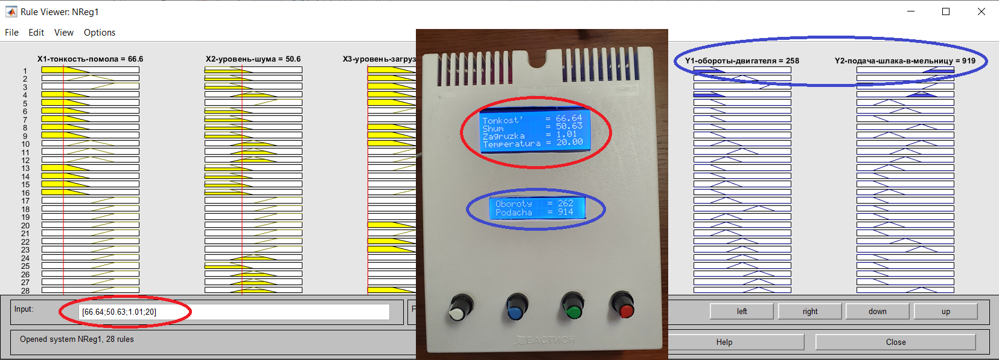 Rule Viewer: NReg1
File Edit View Options
X1-тонкость-помола = 66.6
X2-уровень-шума = 50.6
X3-уровень-загруз
Y1-обороты-двигателя = 258
Y2-подача-шлака-в-мельницу = 919
1
2
3
4
5
6
7
8
9
10
11
12
13
14
15
16
17
18
19
20
21
22
23
24
25
26
27
28
Tonkost' = 66.64
Shum = 50.63
Zagruzka = 1.01
Temperatura = 20.00
Oboroty = 262
Podacha = 914
БАСТИОН
Input:
[66.64;50.63;1.01;20]
P
left
right
down
up
Opened system NReg1, 28 rules
Help
Close